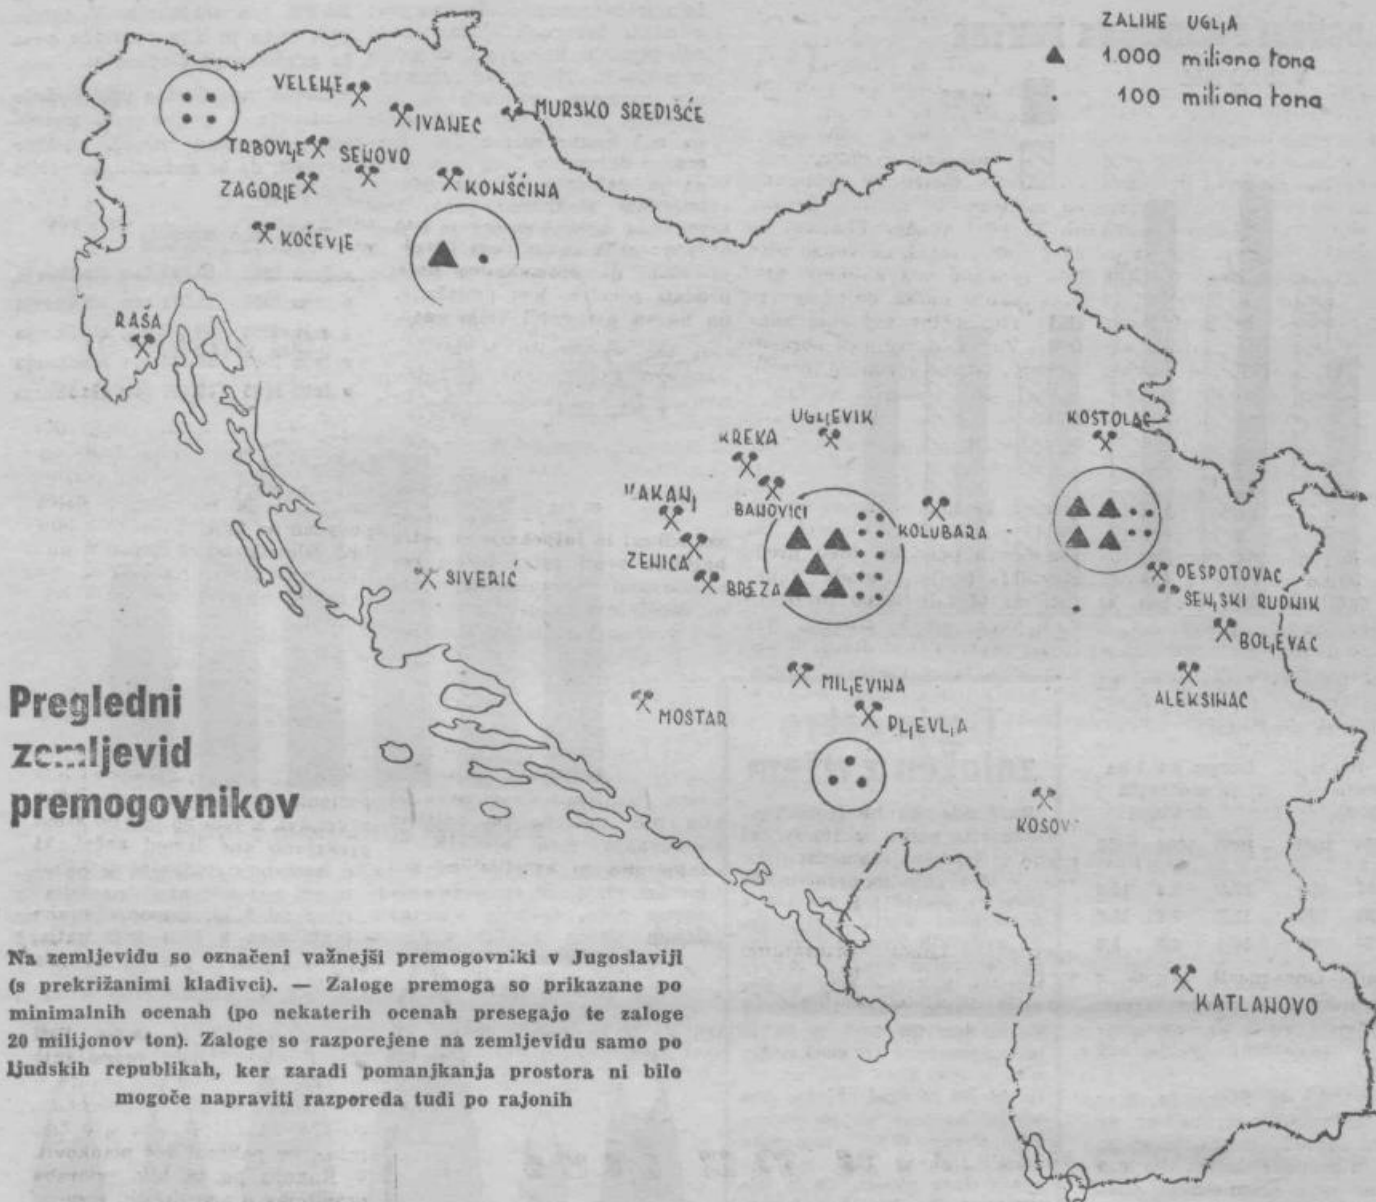 ZALIHE UGLJA
1.000 miliona tona
100 miliona tona
VELENJE
IVANEC
MURSKO SREDIŠĆE
TRBOVLJE
SENOVO
ZAGORJE
KONŠĆINA
KOČEVJE
RAŠA
UGLJEVIK
KREKA
KOSTOLAC
BANOVICI
KOLUBARA
ZENICA
BREZA
SIVERIĆ
DESPOTOVAC
SENJSKI RUDNIK
BOLJEVAC
ALEKSINAC
MILJEVINA
MOSTAR
PLJEVLJA
KATLANOVO
Pregledni
zemljevid
premogovnikov
Na zemljevidu so označeni važnejši premogovniki v Jugoslaviji
(s prekrižanimi kladivci). — Zaloge premoga so prikazane po
minimalnih ocenah (po nekaterih ocenah presegajo te zaloge
20 milijonov ton). Zaloge so razporejene na zemljevidu samo po
ljudskih republikah, ker zaradi pomanjkanja prostora ni bilo
mogoče napraviti razporeda tudi po rajonih